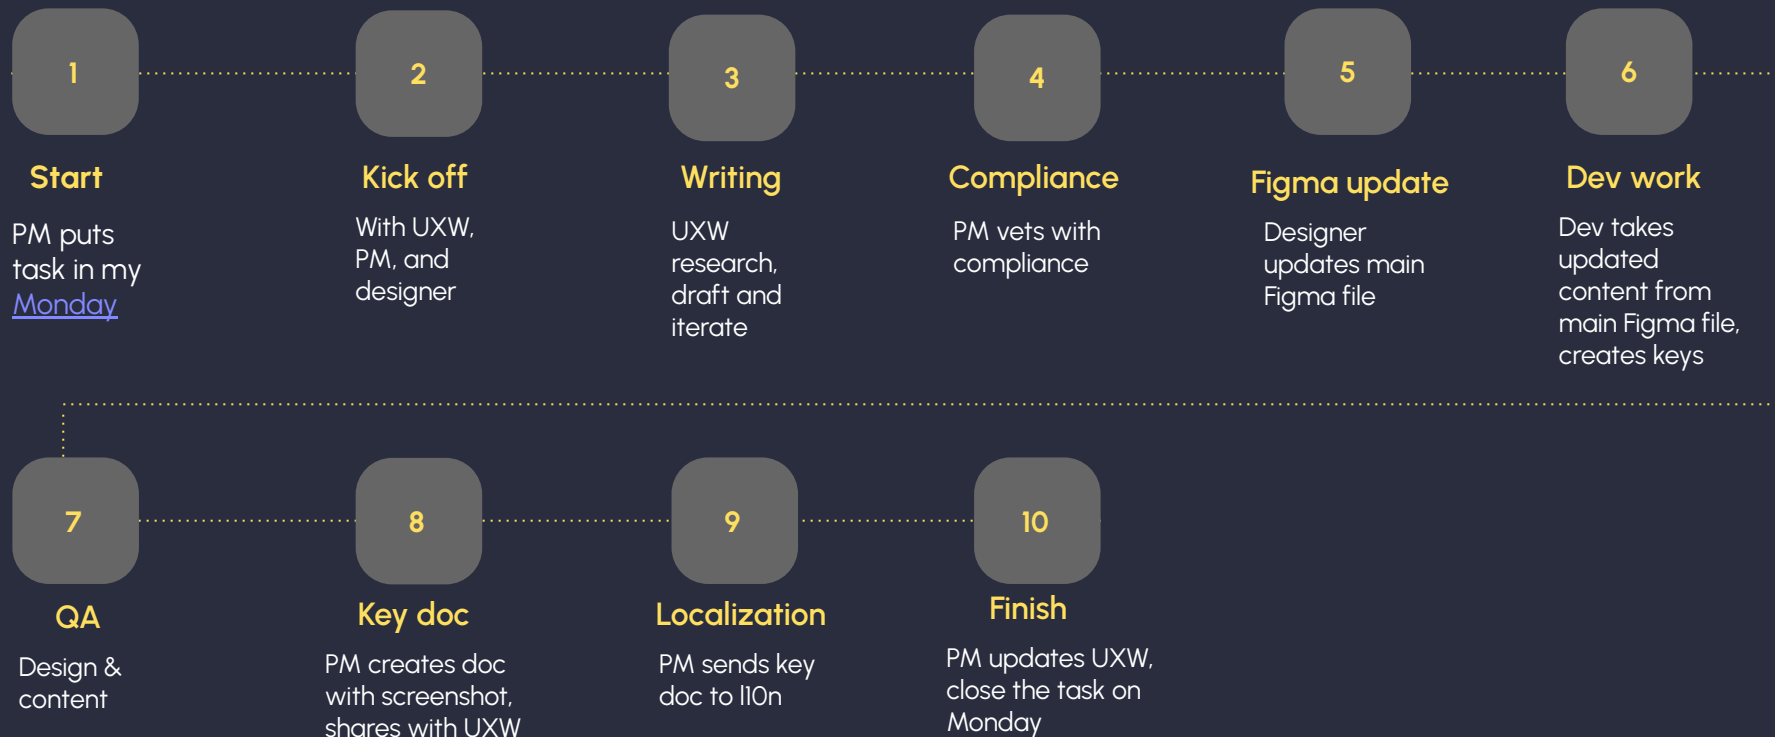 1
2
3
4
5
6
Start
PM puts
task in my
Monday
Kick off
With UXW,
PM, and
designer
Writing
UXW
research,
draft and
iterate
Compliance
PM vets with
compliance
Figma update
Designer
updates main
Figma file
Dev work
Dev takes
updated
content from
main Figma file,
creates keys
7
8
9
10
QA
Design &
content
Key doc
PM creates doc
with screenshot,
shares with UXW
Localization
PM sends key
doc to l10n
Finish
PM updates UXW,
close the task on
Monday